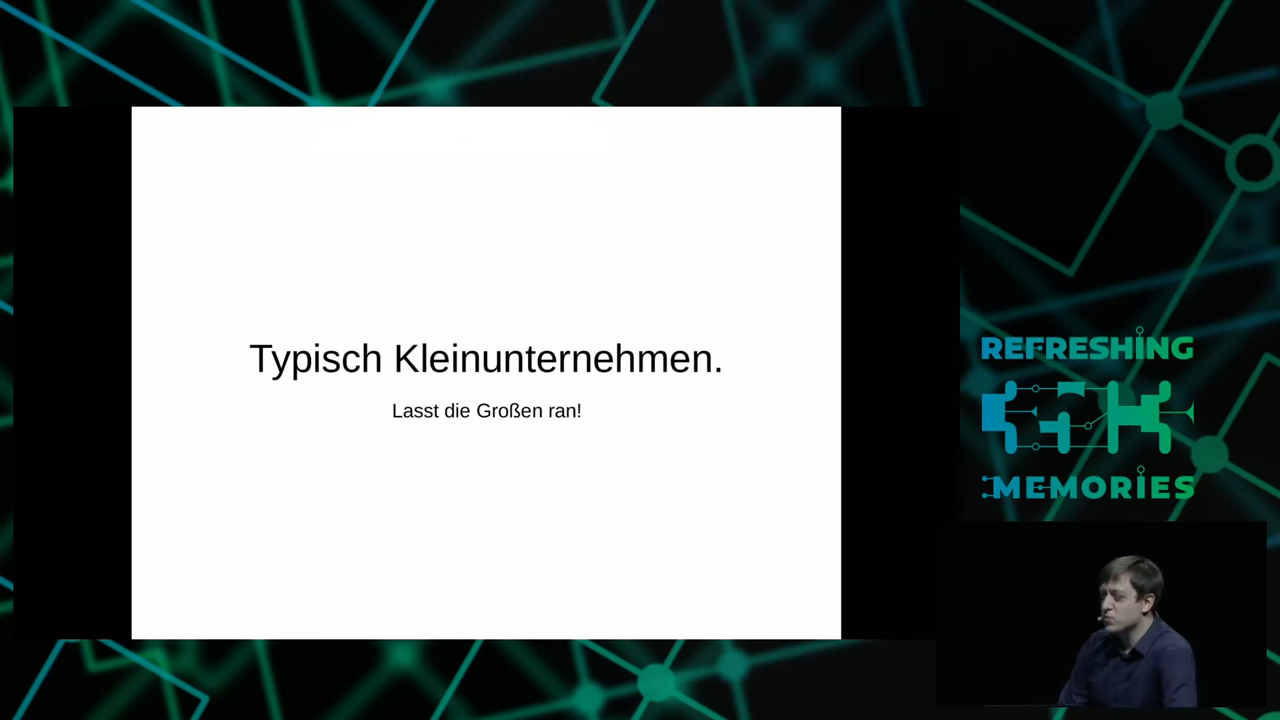 Typisch Kleinunternehmen.
Lasst die Großen ran!
REFRESHING
MEMORIES